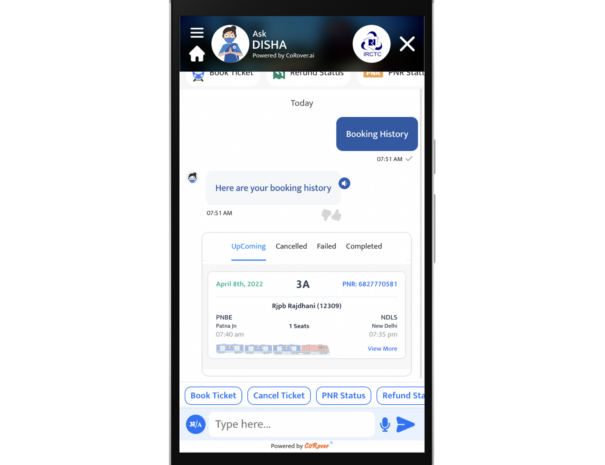 Ask
DISHA
Powered by CoRover.ai
IRCTC
Book Ticket
Refund Status
PNR
PNR Statu
Today
Booking History
07:51 AM
Here are your booking history
07:51 AM
UpComing Cancelled Failed Completed
April 8th, 2022 3A PNR: 6827770581
Rjpb Rajdhani (12309)
PNBE NDLS
Patna Jn 1 Seats New Delhi
07:40 am 07:35 pm
View More
Book Ticket Cancel Ticket PNR Status Refund Sta
Type here...
Powered by CoRover